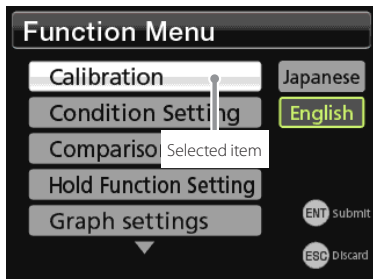 Function Menu
Calibration
Japanese
Condition Setting
English
Selected item
Hold Function Setting
Graph settings
ENT Submit
ESC Discard